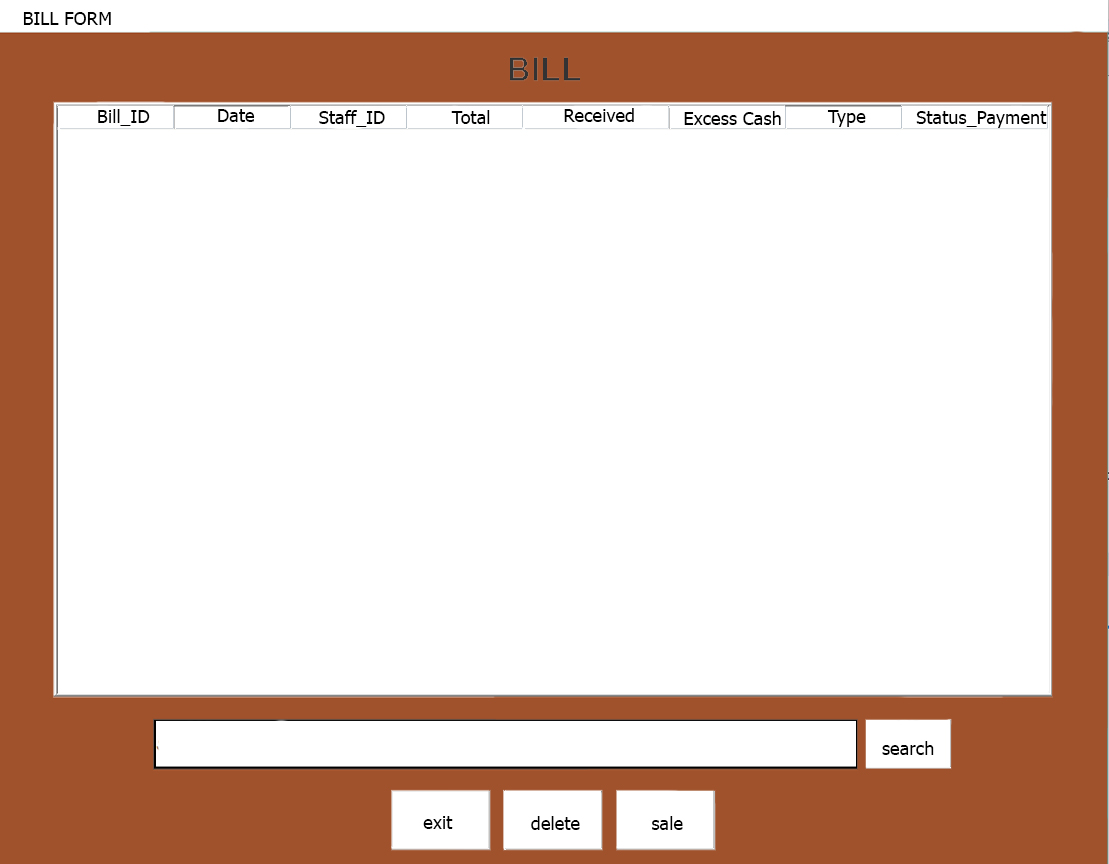 BILL FORM
BILL
Bill_ID Date Staff_ID Total Received Excess Cash Type Status_Payment
search
exit delete sale